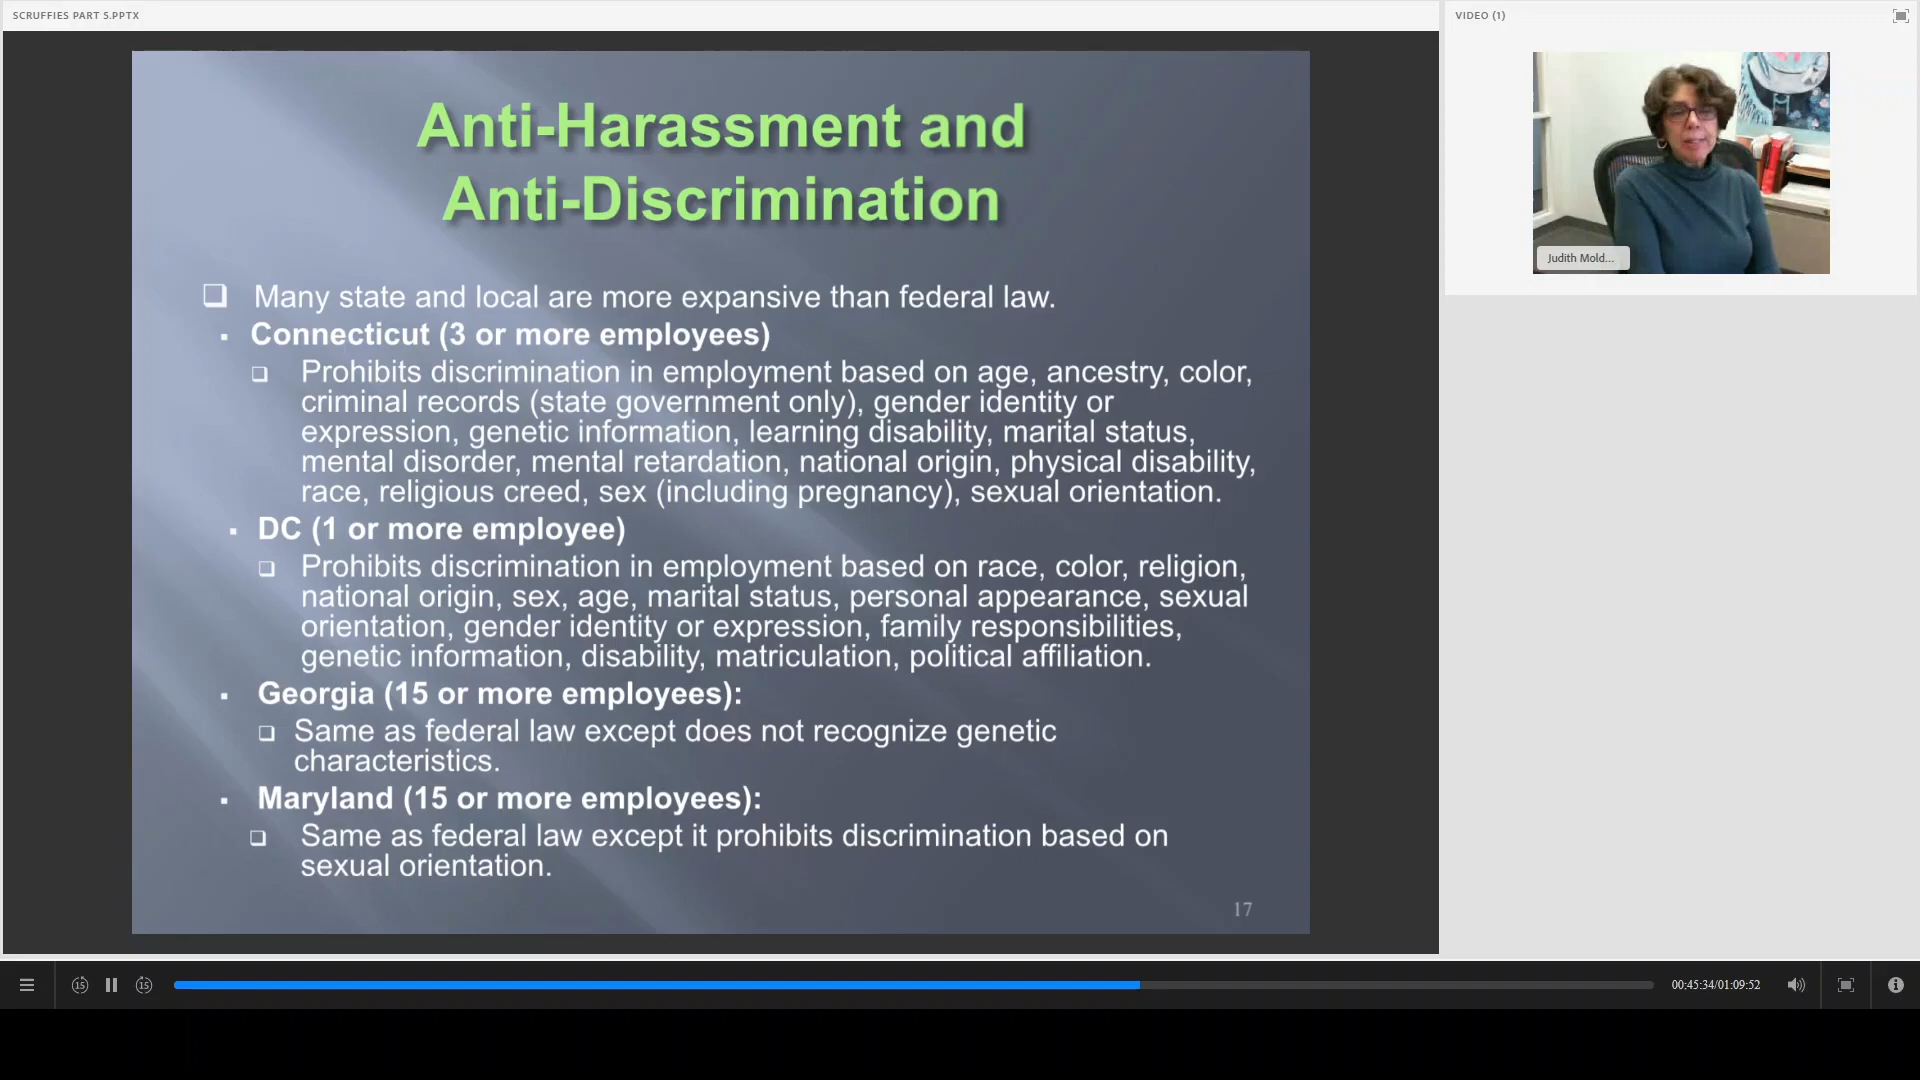 SCRUFFIES PART 5.PPTX
VIDEO (1)
Anti-Harassment and
Anti-Discrimination
Many state and local are more expansive than federal law.
Connecticut (3 or more employees)
Prohibits discrimination in employment based on age, ancestry, color,
criminal records (state government only), gender identity or
expression, genetic information, learning disability, marital status,
mental disorder, mental retardation, national origin, physical disability,
race, religious creed, sex (including pregnancy), sexual orientation.
DC (1 or more employee)
Prohibits discrimination in employment based on race, color, religion,
national origin, sex, age, marital status, personal appearance, sexual
orientation, gender identity or expression, family responsibilities,
genetic information, disability, matriculation, political affiliation.
Georgia (15 or more employees):
Same as federal law except does not recognize genetic
characteristics.
Maryland (15 or more employees):
Same as federal law except it prohibits discrimination based on
sexual orientation.
17
Judith Mold...
15
15
00:45:34/01:09:52